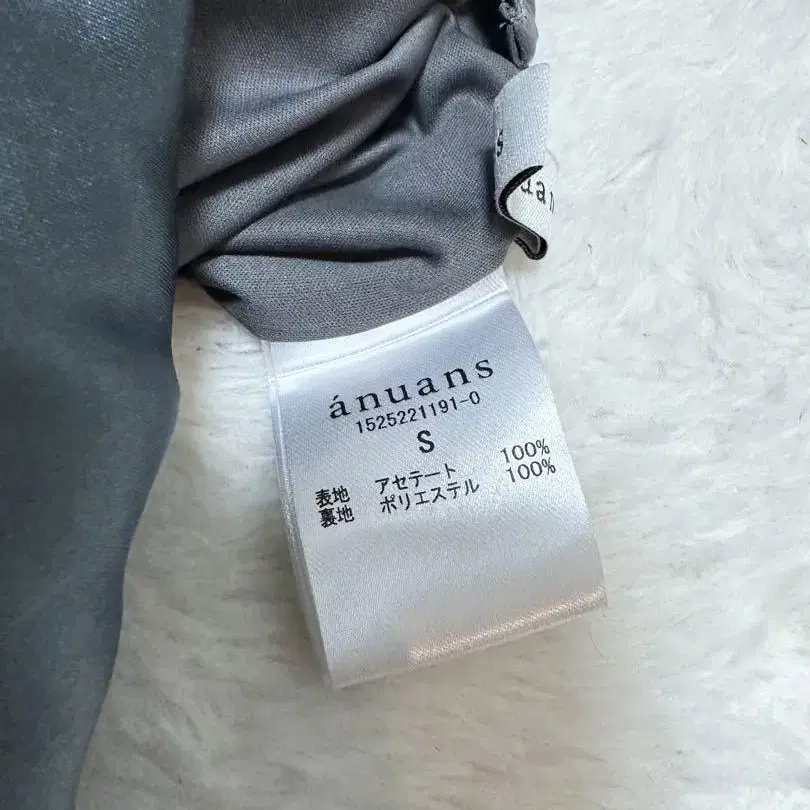 ánuans
1525221191-0
S
表地 アセテート 100%
裏地 ポリエステル 100%